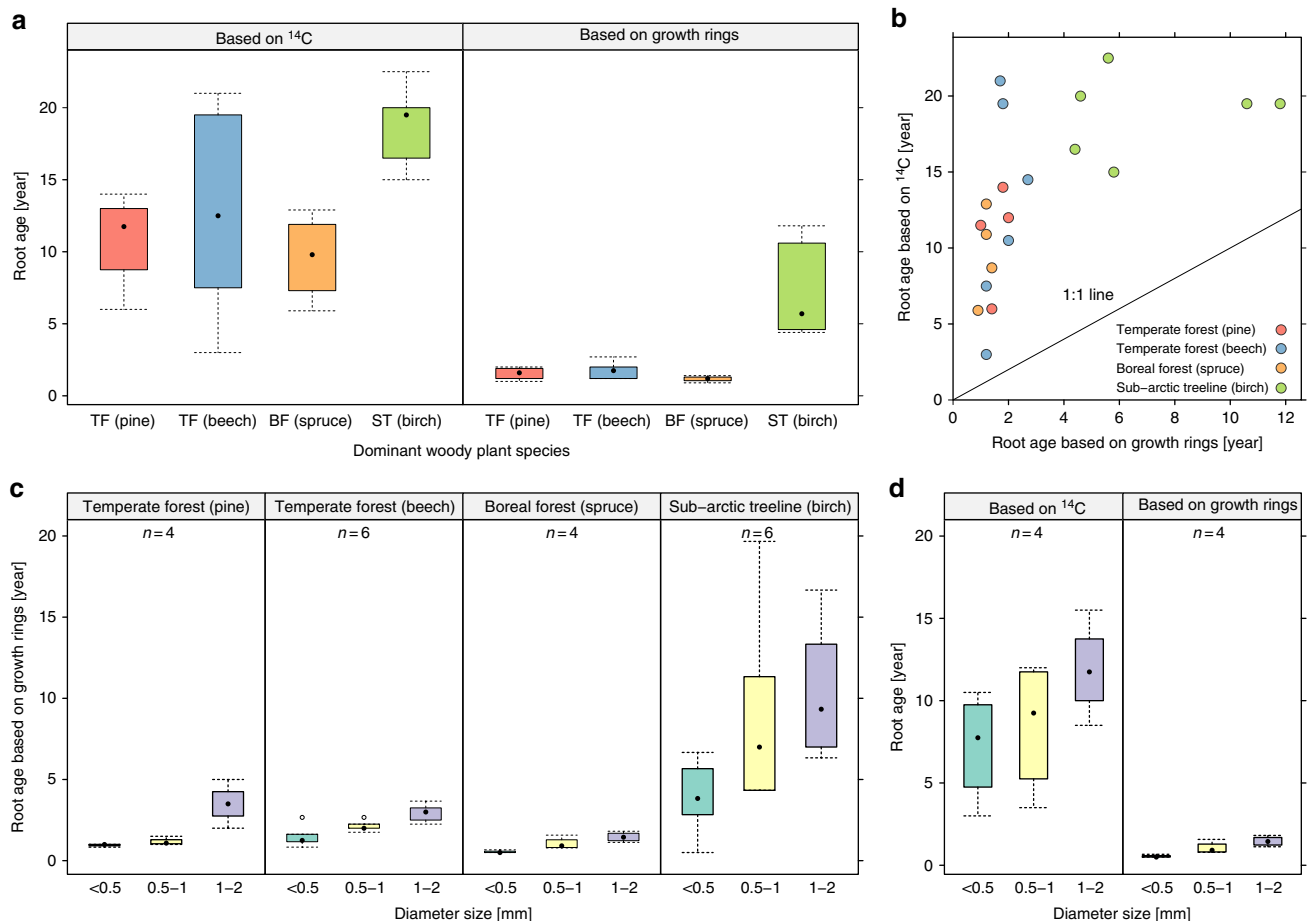 a
Based on ¹⁴C
Based on growth rings
Root age [year]
20
15
10
5
0
TF (pine)
TF (beech)
BF (spruce)
ST (birch)
TF (pine)
TF (beech)
BF (spruce)
ST (birch)
Dominant woody plant species
b
Root age based on ¹⁴C [year]
20
15
10
5
0
1:1 line
Temperate forest (pine)
Temperate forest (beech)
Boreal forest (spruce)
Sub-arctic treeline (birch)
0 2 4 6 8 10 12
Root age based on growth rings [year]
c
Temperate forest (pine)
Temperate forest (beech)
Boreal forest (spruce)
Sub-arctic treeline (birch)
n=4
n=6
n=4
n=6
Root age based on growth rings [year]
20
15
10
5
0
<0.5 0.5–1 1–2
<0.5 0.5–1 1–2
<0.5 0.5–1 1–2
<0.5 0.5–1 1–2
Diameter size [mm]
d
Based on ¹⁴C
Based on growth rings
n=4
n=4
Root age [year]
20
15
10
5
0
<0.5 0.5–1 1–2
<0.5 0.5–1 1–2
Diameter size [mm]